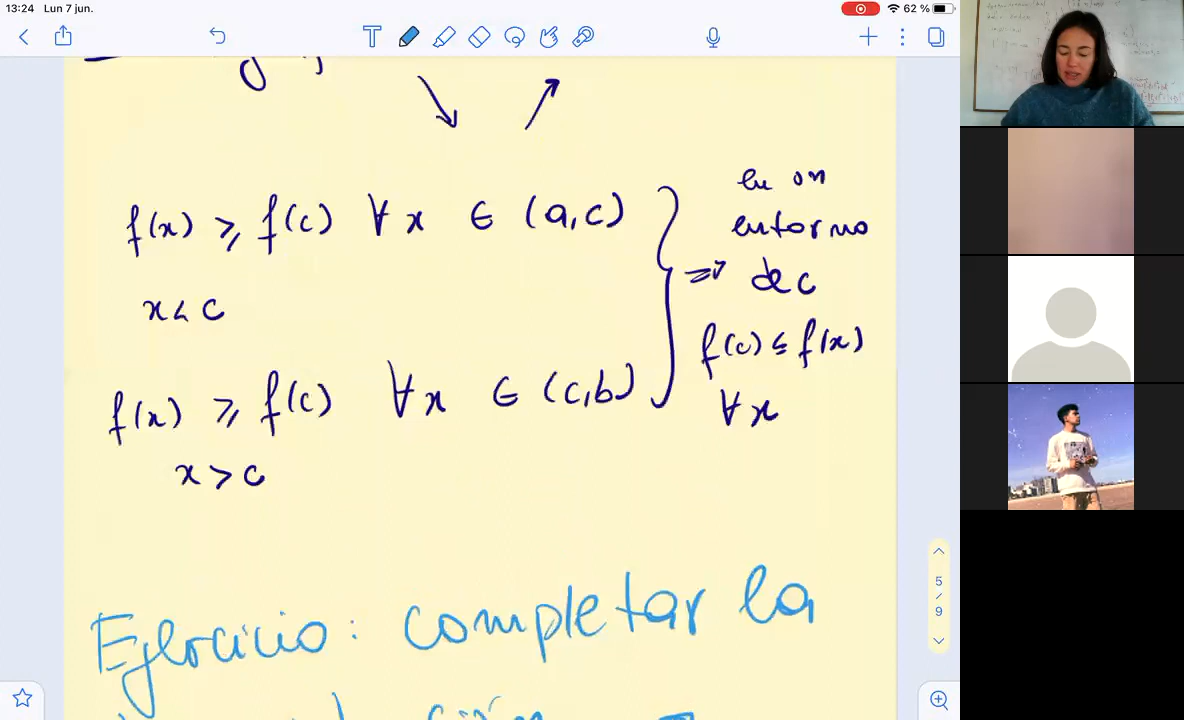 13:24 Lun 7 jun.
62 %
f(x) ⩾ f(c) ∀x ∈ (a,c)
x < c
f(x) ⩾ f(c) ∀x ∈ (c,b)
x > c
⇒
en un
entorno
de c
f(c) ≤ f(x)
∀x
Ejercicio: completar la
5
/
9